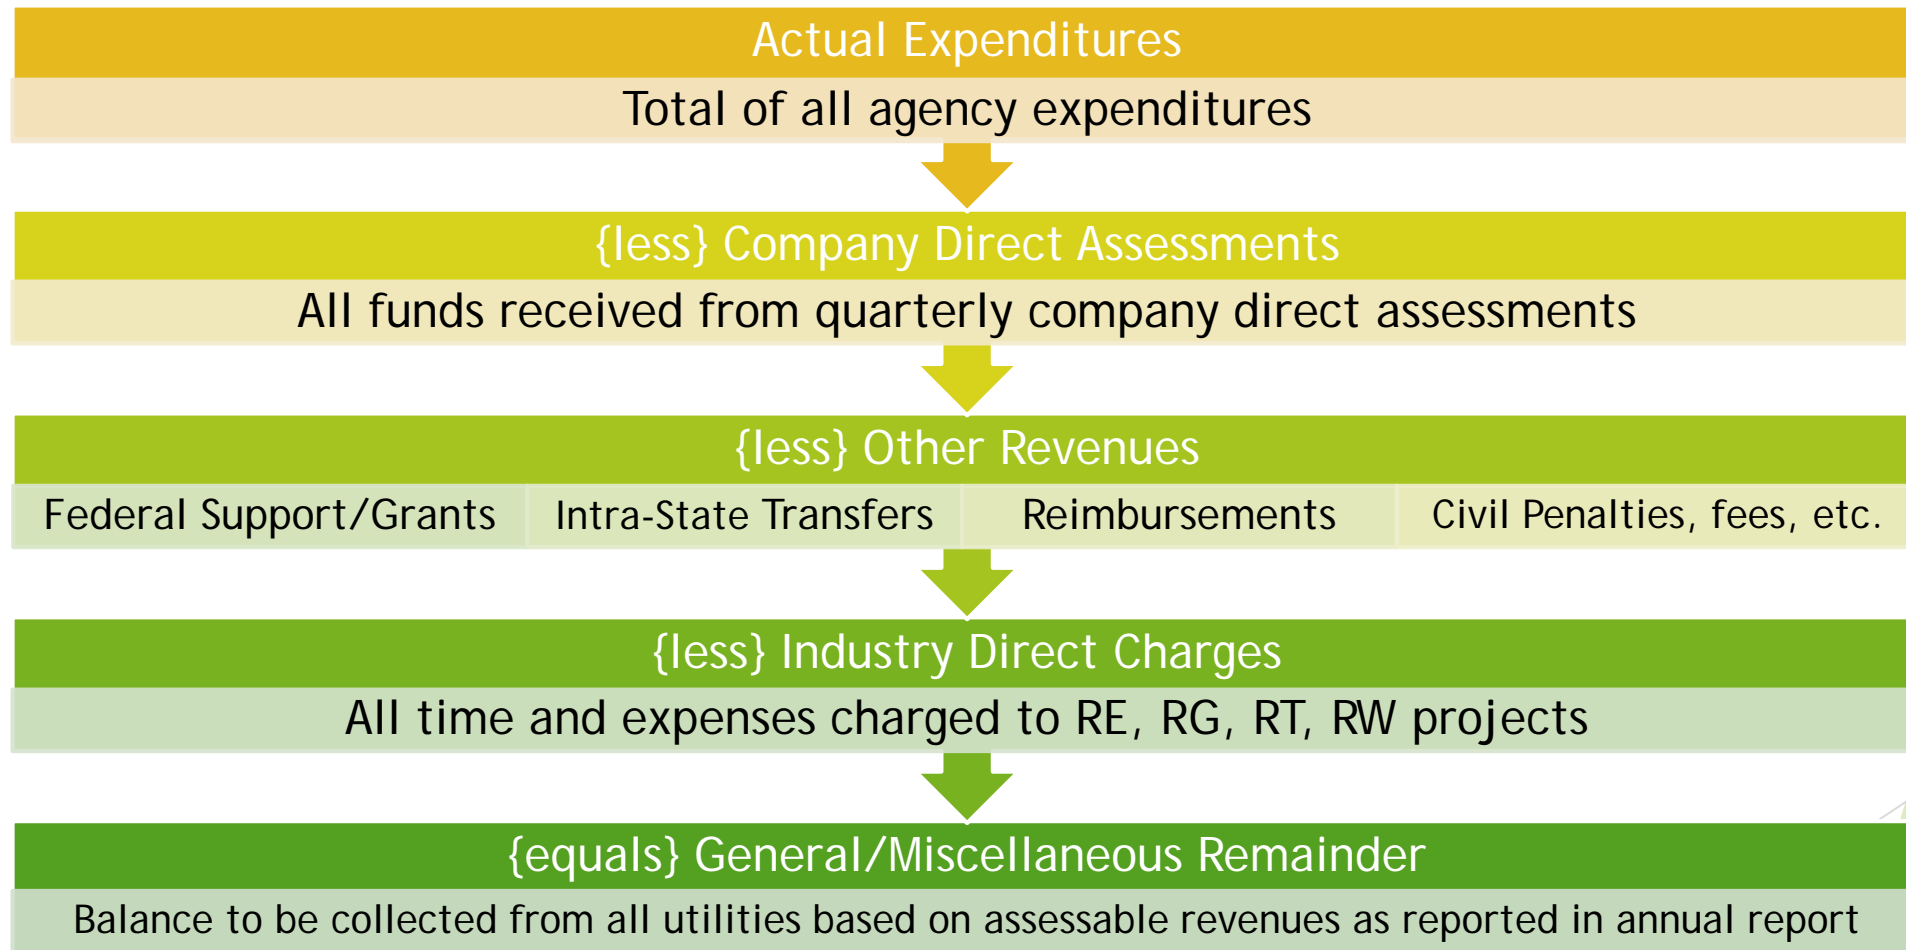 Actual Expenditures
Total of all agency expenditures
{less} Company Direct Assessments
All funds received from quarterly company direct assessments
{less} Other Revenues
Federal Support/Grants Intra-State Transfers Reimbursements Civil Penalties, fees, etc.
{less} Industry Direct Charges
All time and expenses charged to RE, RG, RT, RW projects
{equals} General/Miscellaneous Remainder
Balance to be collected from all utilities based on assessable revenues as reported in annual report